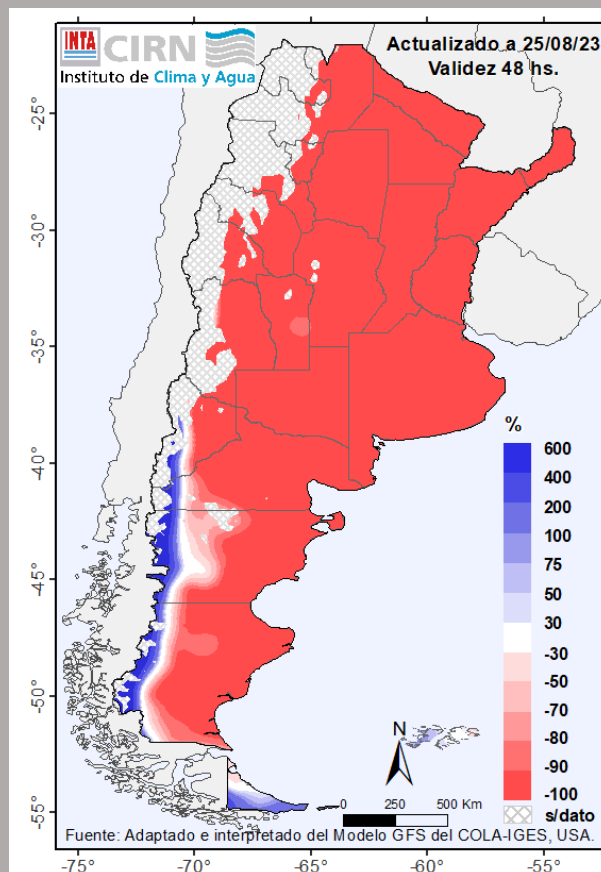 INTA CIRN
Instituto de Clima y Agua
Actualizado a 25/08/23
Validez 48 hs.
-25°
-30°
-35°
-40°
-45°
-50°
-55°
%
600
400
200
100
75
50
30
-30
-50
-70
-80
-90
-100
s/dato
N
0 250 500 Km
Fuente: Adaptado e interpretado del Modelo GFS del COLA-IGES, USA.
-75° -70° -65° -60° -55°